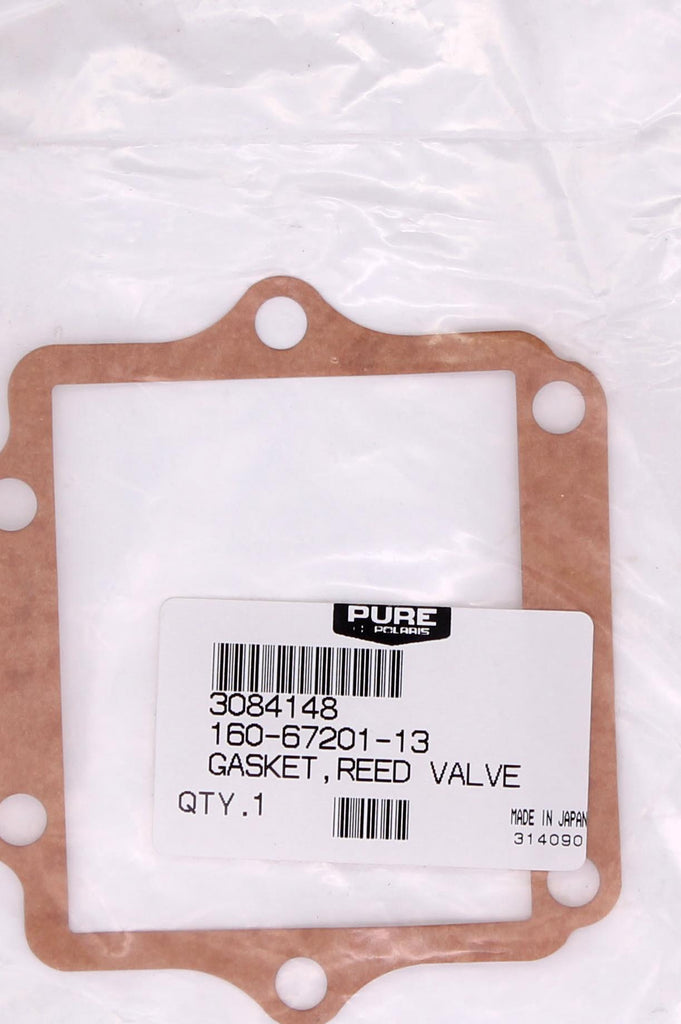 PURE
POLARIS
3084148
160-67201-13
GASKET,REED VALVE
QTY.1
MADE IN JAPAN
314090